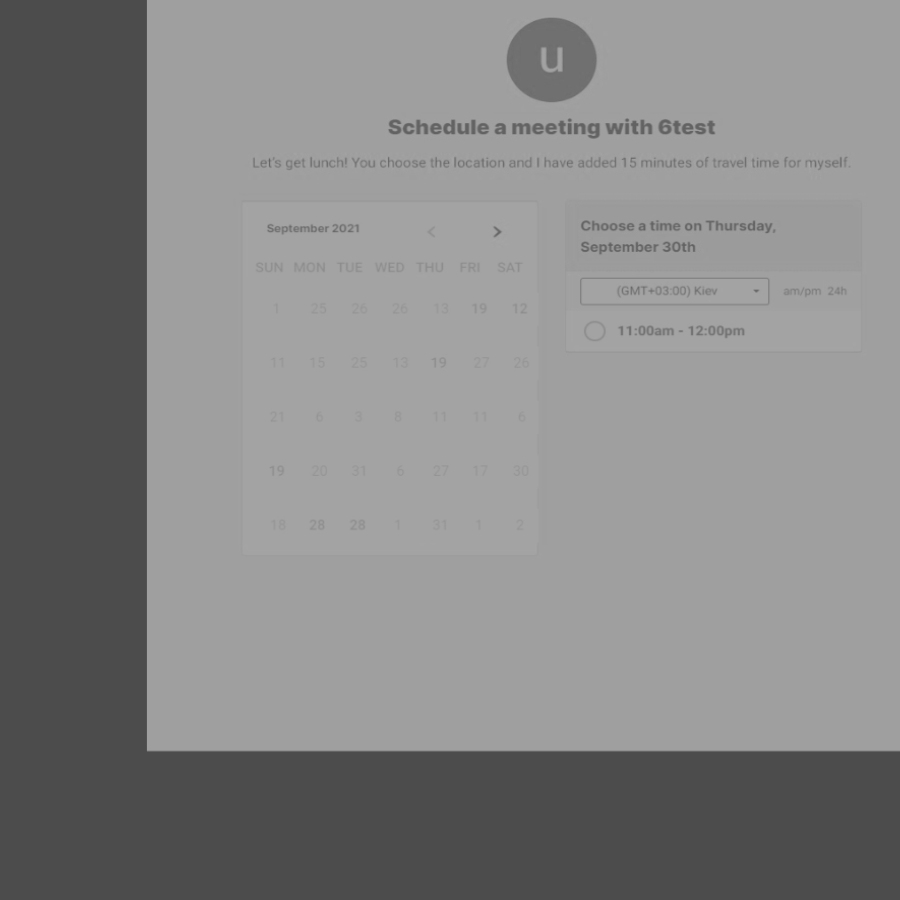 u
Schedule a meeting with 6test
Let's get lunch! You choose the location and I have added 15 minutes of travel time for myself.
September 2021 < >
SUN MON TUE WED THU FRI SAT
1 25 26 26 13 19 12
11 15 25 13 19 27 26
21 6 3 8 11 11 6
19 20 31 6 27 17 30
18 28 28 1 31 1 2
Choose a time on Thursday,
September 30th
(GMT+03:00) Kiev am/pm 24h
11:00am - 12:00pm